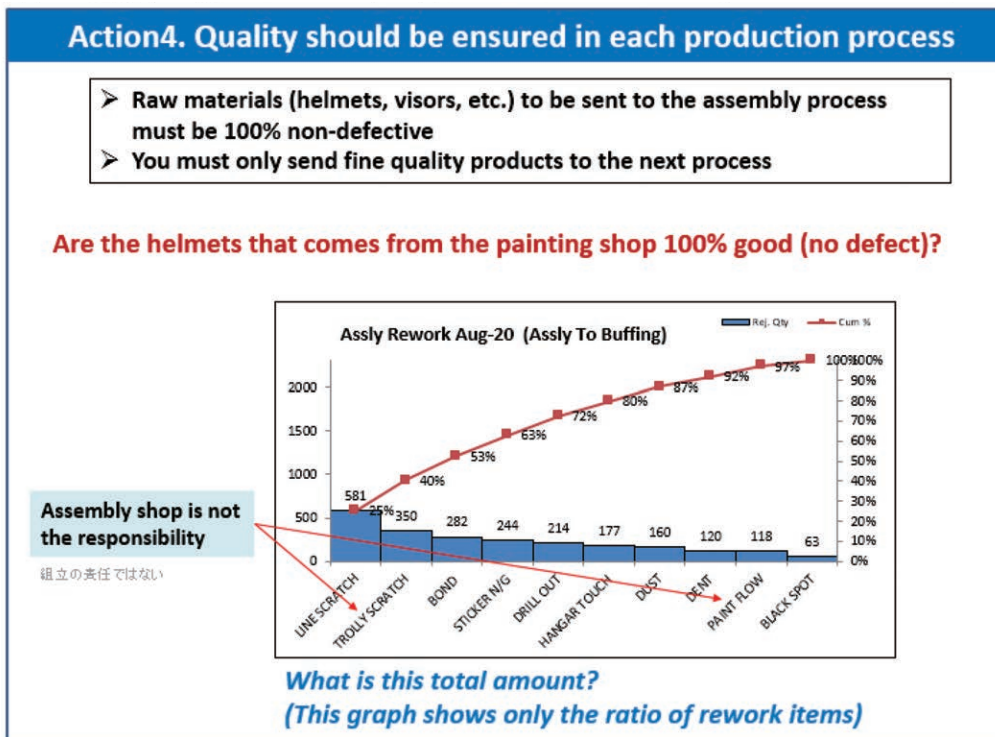 Action4. Quality should be ensured in each production process
➢ Raw materials (helmets, visors, etc.) to be sent to the assembly process
must be 100% non-defective
➢ You must only send fine quality products to the next process
Are the helmets that comes from the painting shop 100% good (no defect)?
Assly Rework Aug-20 (Assly To Buffing)
Rej. Qty
Cum %
2000
1500
1000
500
0
581
350
282
244
214
177
160
120
118
63
25%
40%
53%
63%
72%
80%
87%
92%
97%
100%
100%
90%
80%
70%
60%
50%
40%
30%
20%
10%
0%
LINE SCRATCH
TROLLY SCRATCH
BOND
STICKER N/G
DRILL OUT
HANGAR TOUCH
DUST
DENT
PAINT FLOW
BLACK SPOT
Assembly shop is not
the responsibility
組立の責任ではない
What is this total amount?
(This graph shows only the ratio of rework items)